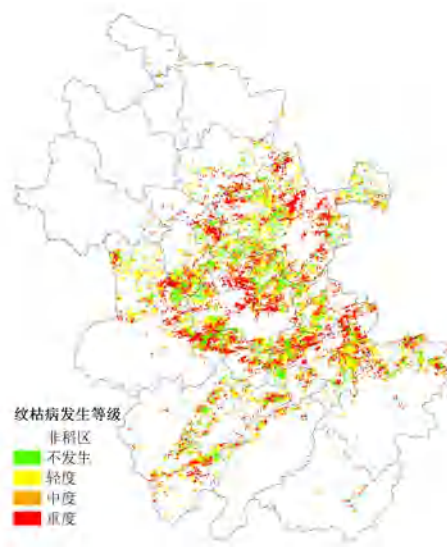 纹枯病发生等级
非稻区
不发生
轻度
中度
重度